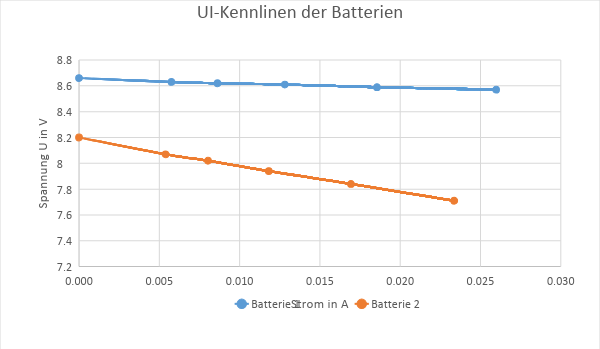 UI-Kennlinen der Batterien
Spannung U in V
8.8
8.6
8.4
8.2
8
7.8
7.6
7.4
7.2
0.000 0.005 0.010 0.015 0.020 0.025 0.030
Strom in A
Batterie 1 Batterie 2